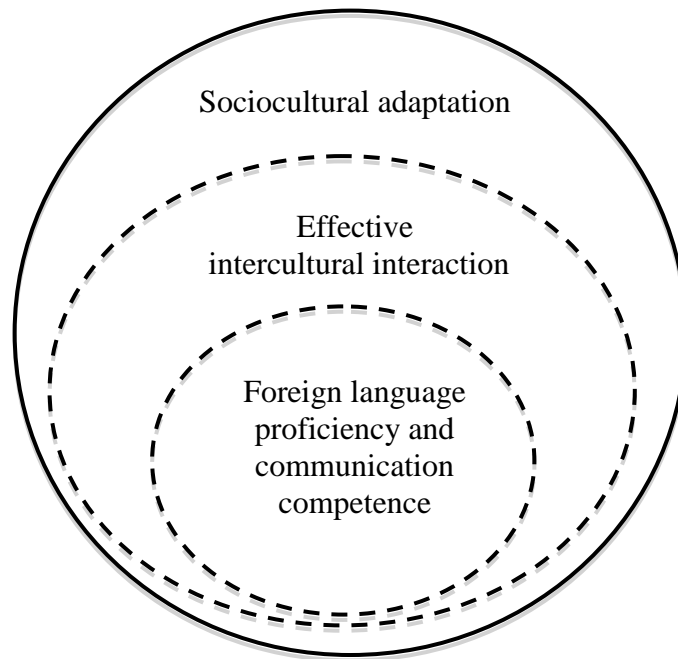 Sociocultural adaptation
Effective
intercultural interaction
Foreign language
proficiency and
communication
competence